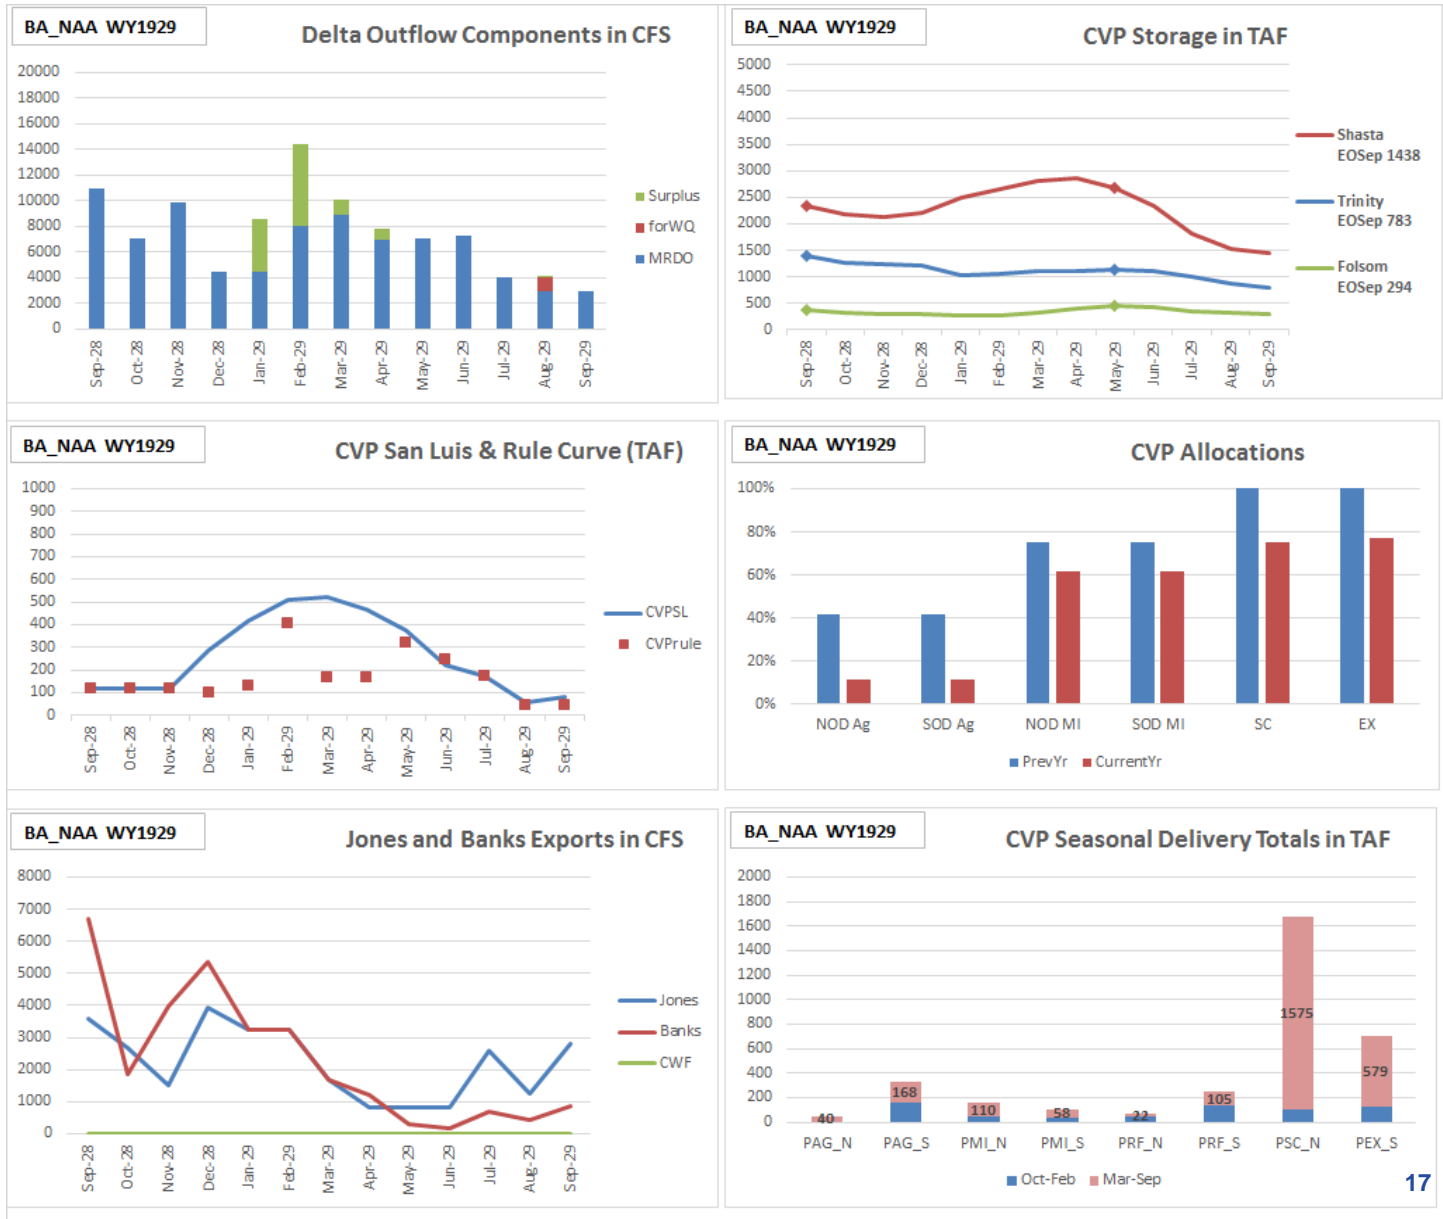 BA_NAA WY1929
Delta Outflow Components in CFS
20000
18000
16000
14000
12000
10000
8000
6000
4000
2000
0
Sep-28
Oct-28
Nov-28
Dec-28
Jan-29
Feb-29
Mar-29
Apr-29
May-29
Jun-29
Jul-29
Aug-29
Sep-29
Surplus
forWQ
MRDO
BA_NAA WY1929
CVP Storage in TAF
5000
4500
4000
3500
3000
2500
2000
1500
1000
500
0
Sep-28
Oct-28
Nov-28
Dec-28
Jan-29
Feb-29
Mar-29
Apr-29
May-29
Jun-29
Jul-29
Aug-29
Sep-29
Shasta
EOSep 1438
Trinity
EOSep 783
Folsom
EOSep 294
BA_NAA WY1929
CVP San Luis & Rule Curve (TAF)
1000
900
800
700
600
500
400
300
200
100
0
Sep-28
Oct-28
Nov-28
Dec-28
Jan-29
Feb-29
Mar-29
Apr-29
May-29
Jun-29
Jul-29
Aug-29
Sep-29
CVPSL
CVPrule
BA_NAA WY1929
CVP Allocations
100%
80%
60%
40%
20%
0%
NOD Ag
SOD Ag
NOD MI
SOD MI
SC
EX
PrevYr
CurrentYr
BA_NAA WY1929
Jones and Banks Exports in CFS
8000
7000
6000
5000
4000
3000
2000
1000
0
Sep-28
Oct-28
Nov-28
Dec-28
Jan-29
Feb-29
Mar-29
Apr-29
May-29
Jun-29
Jul-29
Aug-29
Sep-29
Jones
Banks
CWF
BA_NAA WY1929
CVP Seasonal Delivery Totals in TAF
2000
1800
1600
1400
1200
1000
800
600
400
200
0
40
168
110
58
22
105
1575
579
PAG_N
PAG_S
PMI_N
PMI_S
PRF_N
PRF_S
PSC_N
PEX_S
Oct-Feb
Mar-Sep
17